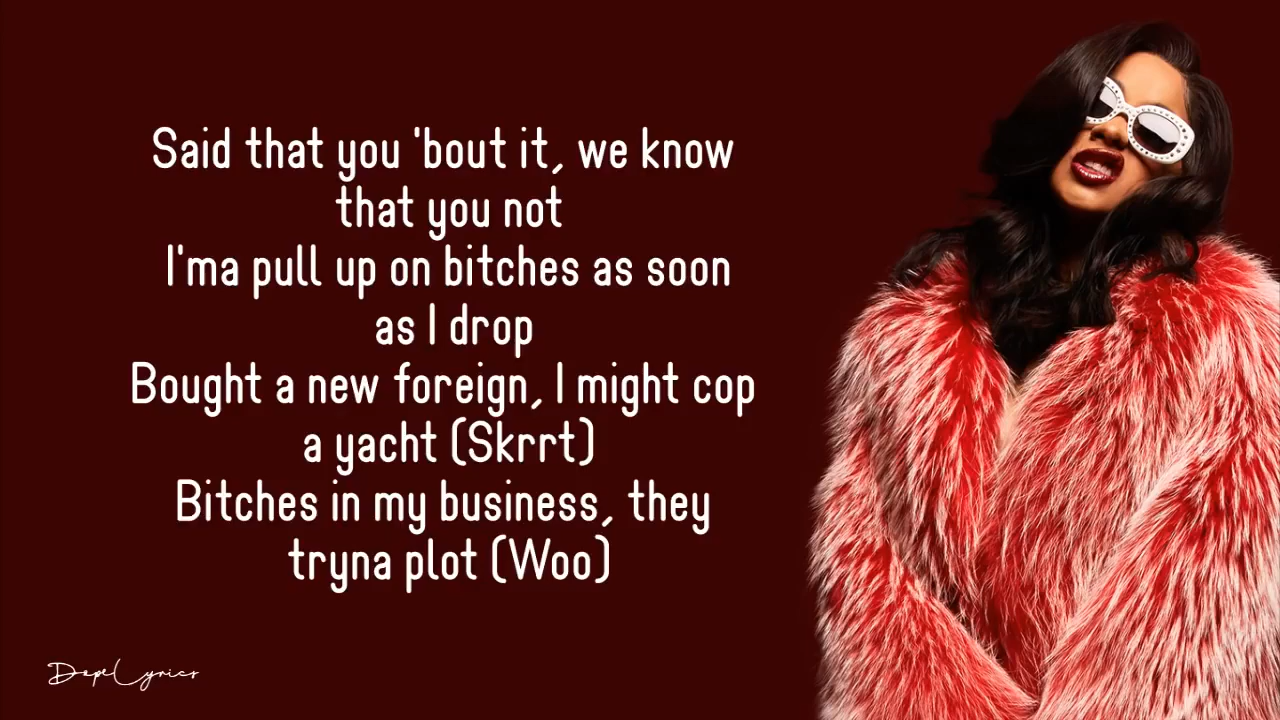 Said that you 'bout it, we know
that you not
I'ma pull up on bitches as soon
as I drop
Bought a new foreign, I might cop
a yacht (Skrrt)
Bitches in my business, they
tryna plot (Woo)
DopeLyrics